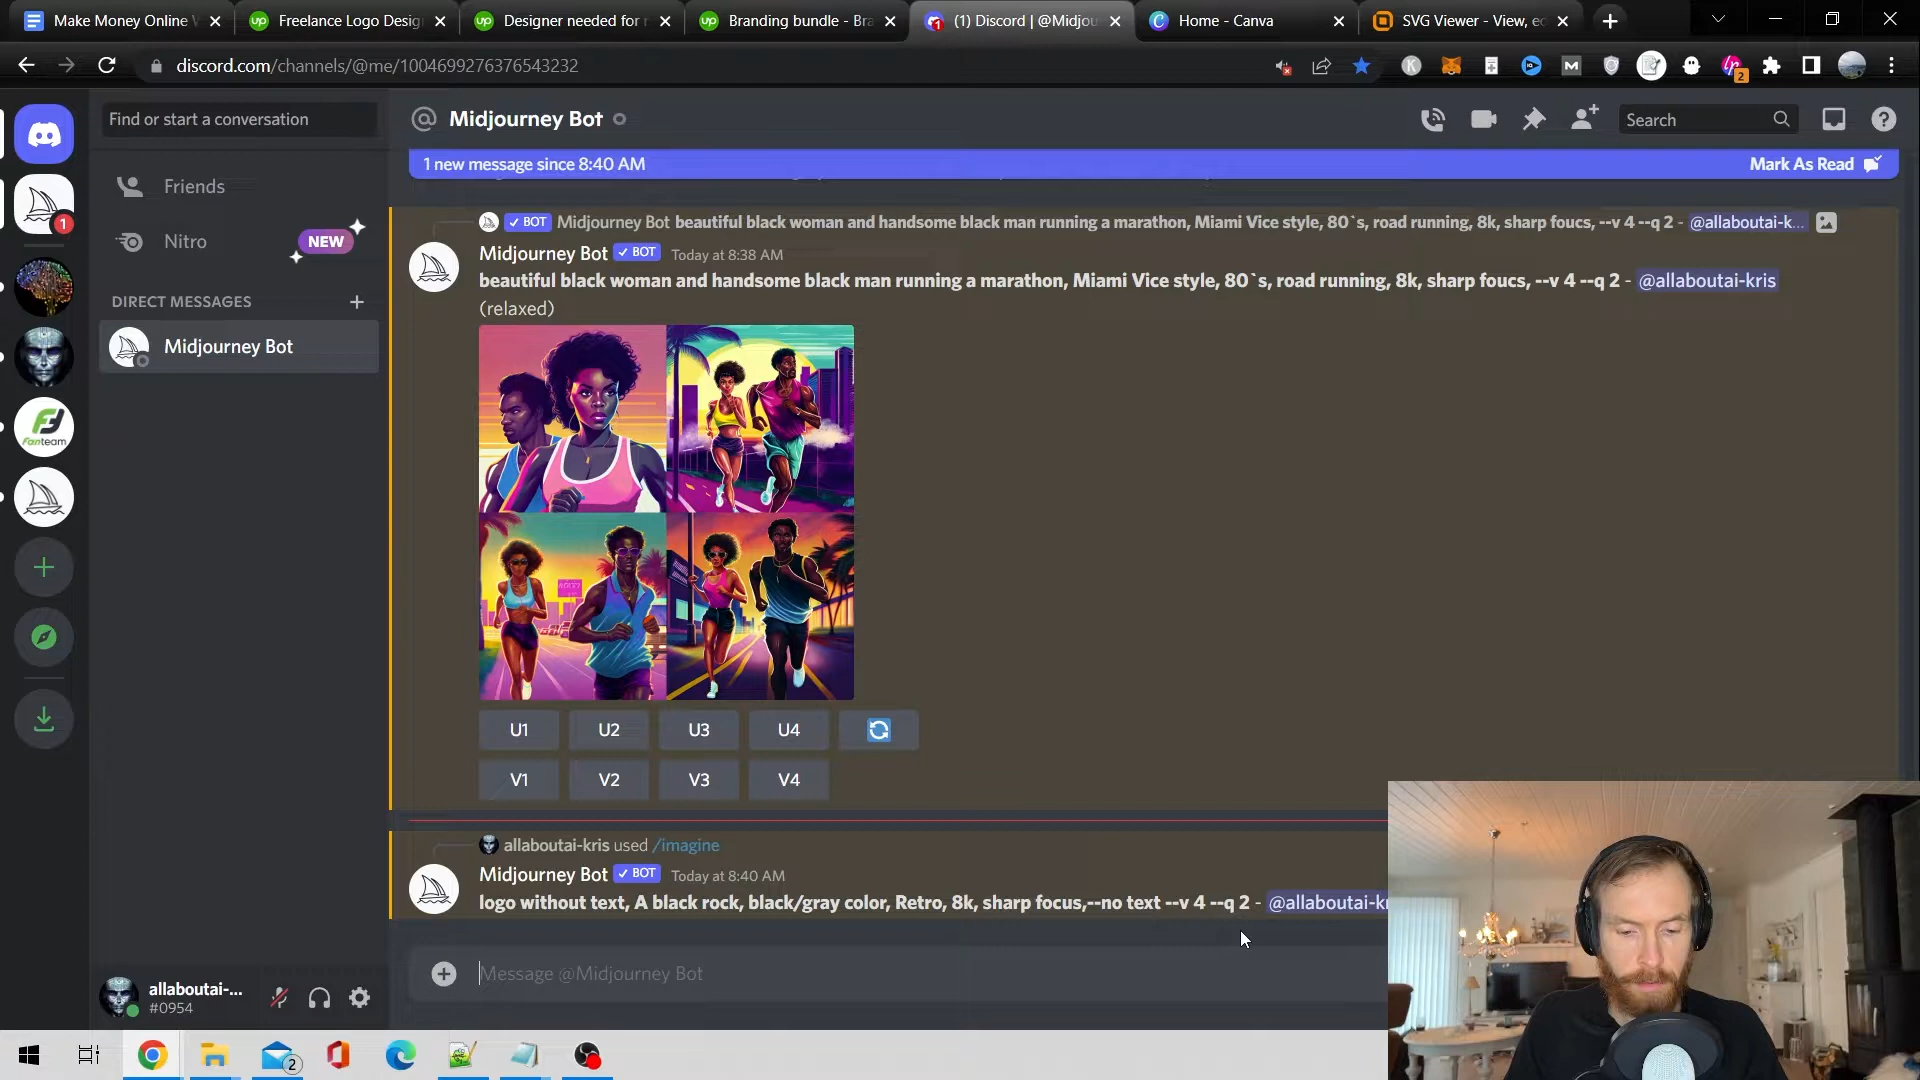 Make Money Online W
Freelance Logo Desig
Designer needed for r
Branding bundle - Bra
(1) Discord | @Midjou
Home - Canva
SVG Viewer - View, e
discord.com/channels/@me/1004699276376543232
2
Find or start a conversation
Midjourney Bot
Search
1 new message since 8:40 AM
Mark As Read
Friends
Nitro
NEW
DIRECT MESSAGES
Midjourney Bot
1
Fanteam
BOT Midjourney Bot beautiful black woman and handsome black man running a marathon, Miami Vice style, 80`s, road running, 8k, sharp foucs, --v 4 --q 2 - @allaboutai-k...
Midjourney Bot BOT Today at 8:38 AM
beautiful black woman and handsome black man running a marathon, Miami Vice style, 80`s, road running, 8k, sharp foucs, --v 4 --q 2 - @allaboutai-kris
(relaxed)
U1 U2 U3 U4
V1 V2 V3 V4
allaboutai-kris used /imagine
Midjourney Bot BOT Today at 8:40 AM
logo without text, A black rock, black/gray color, Retro, 8k, sharp focus,--no text --v 4 --q 2 - @allaboutai-kr
Message @Midjourney Bot
allaboutai-...
#0954
2